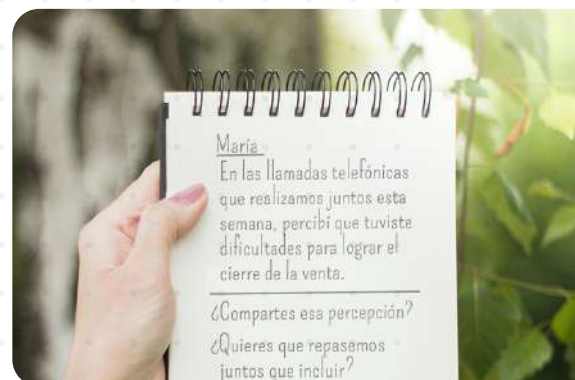 María
En las llamadas telefónicas
que realizamos juntos esta
semana, percibí que tuviste
dificultades para lograr el
cierre de la venta.
¿Compartes esa percepción?
¿Quieres que repasemos
juntos que incluir?